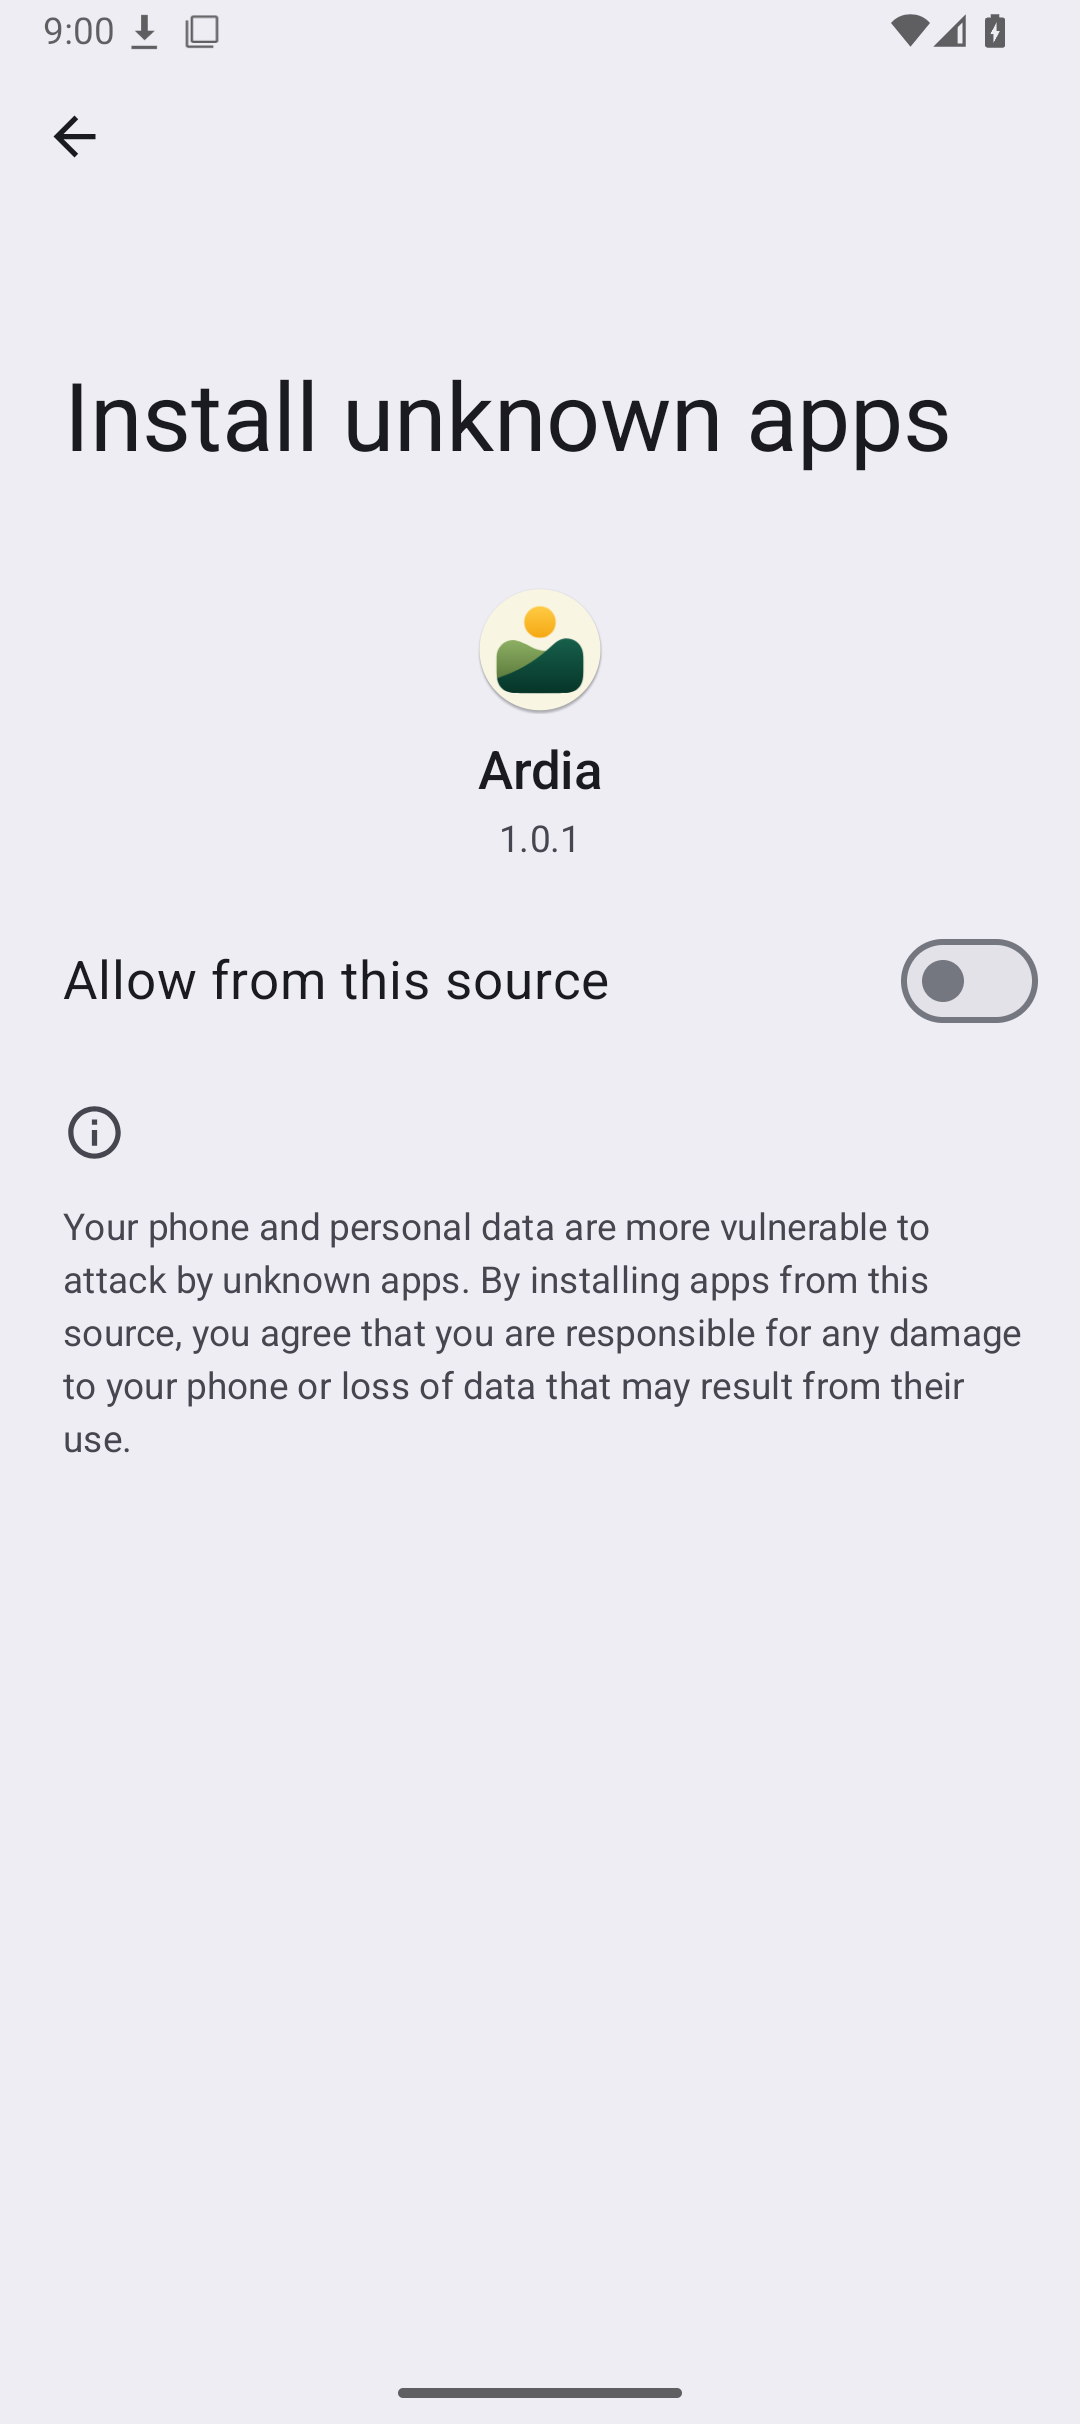 9:00
Install unknown apps
Ardia
1.0.1
Allow from this source
Your phone and personal data are more vulnerable to
attack by unknown apps. By installing apps from this
source, you agree that you are responsible for any damage
to your phone or loss of data that may result from their
use.